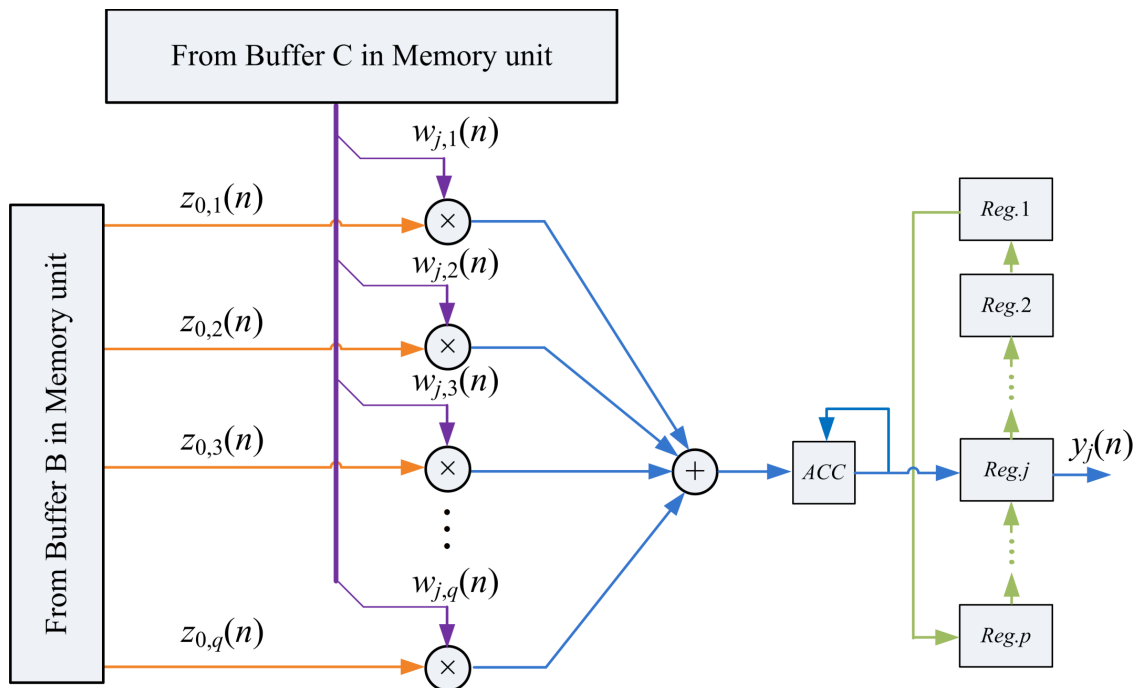 From Buffer C in Memory unit
w_{j,1}(n)
z_{0,1}(n)
×
w_{j,2}(n)
z_{0,2}(n)
×
w_{j,3}(n)
z_{0,3}(n)
×
w_{j,q}(n)
z_{0,q}(n)
×
From Buffer B in Memory unit
+
ACC
Reg.1
Reg.2
Reg.j
y_j(n)
Reg.p